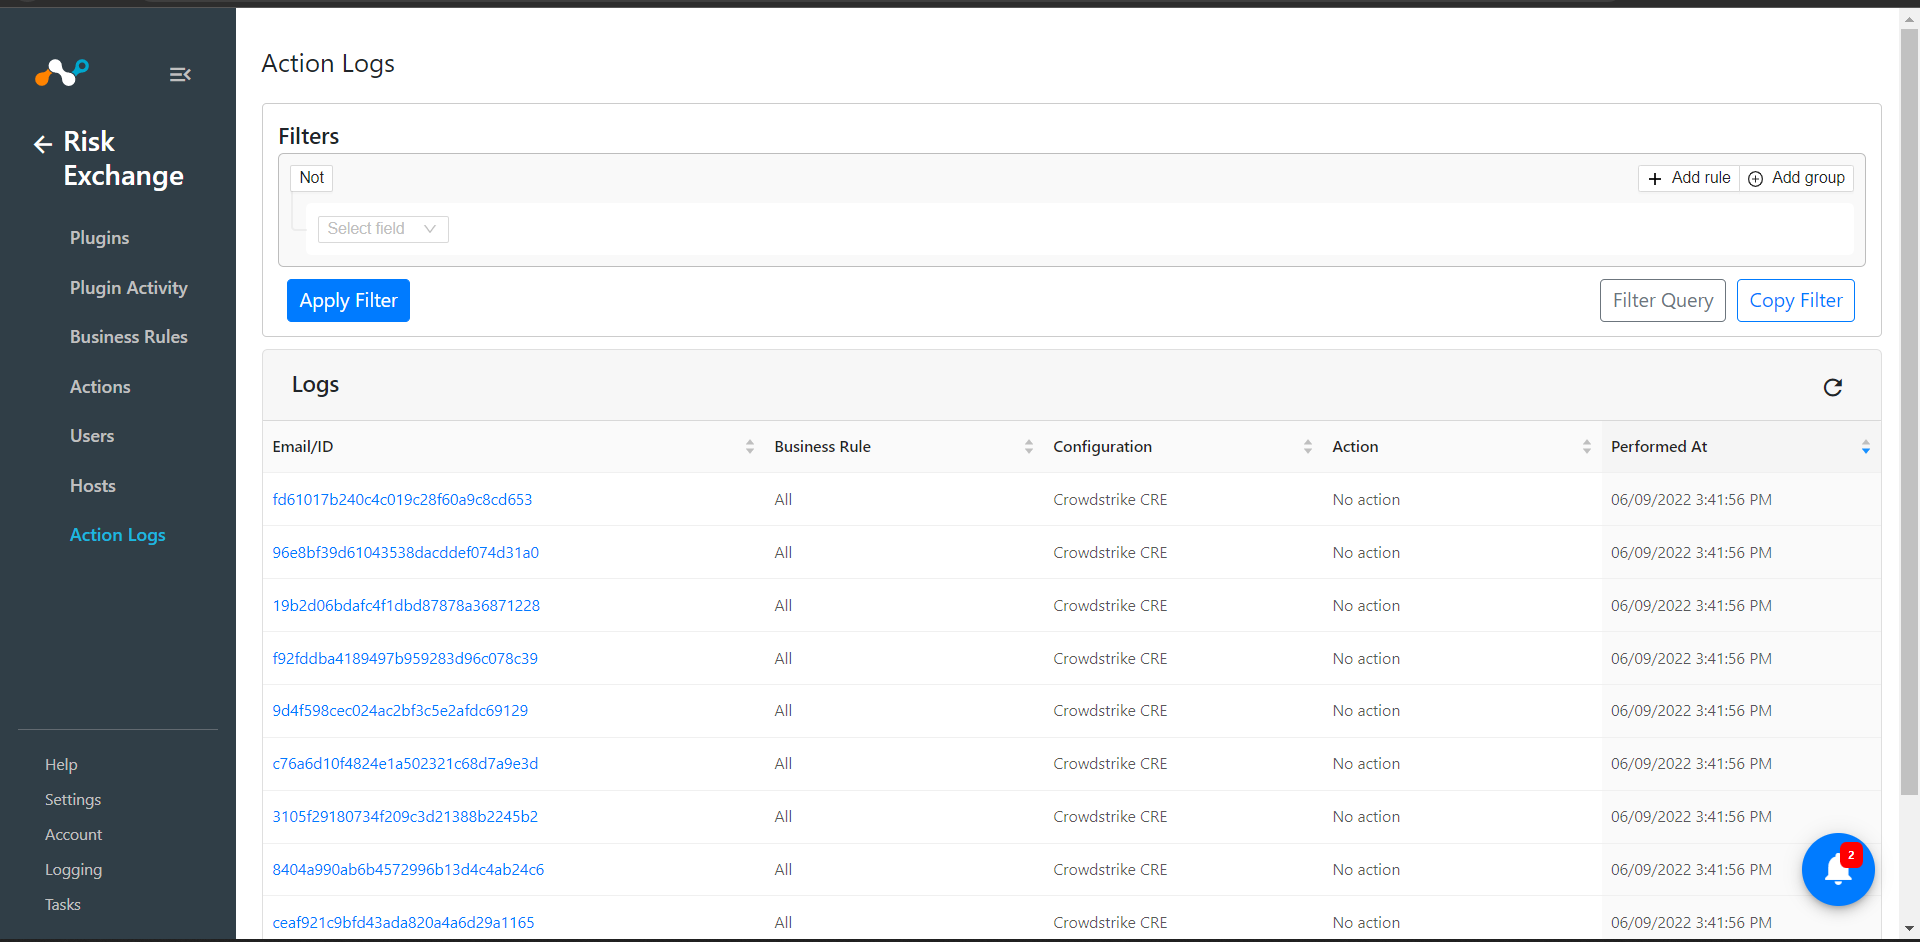 Risk
Exchange
Plugins
Plugin Activity
Business Rules
Actions
Users
Hosts
Action Logs
Help
Settings
Account
Logging
Tasks
Action Logs
Filters
Not
Add rule
Add group
Select field
Apply Filter
Filter Query
Copy Filter
Logs
Email/ID Business Rule Configuration Action Performed At
fd61017b240c4c019c28f60a9c8cd653 All Crowdstrike CRE No action 06/09/2022 3:41:56 PM
96e8bf39d61043538dacddef074d31a0 All Crowdstrike CRE No action 06/09/2022 3:41:56 PM
19b2d06bdafc4f1dbd87878a36871228 All Crowdstrike CRE No action 06/09/2022 3:41:56 PM
f92fddba4189497b959283d96c078c39 All Crowdstrike CRE No action 06/09/2022 3:41:56 PM
9d4f598cec024ac2bf3c5e2afdc69129 All Crowdstrike CRE No action 06/09/2022 3:41:56 PM
c76a6d10f4824e1a502321c68d7a9e3d All Crowdstrike CRE No action 06/09/2022 3:41:56 PM
3105f29180734f209c3d21388b2245b2 All Crowdstrike CRE No action 06/09/2022 3:41:56 PM
8404a990ab6b4572996b13d4c4ab24c6 All Crowdstrike CRE No action 06/09/2022 3:41:56 PM
2
ceaf921c9bfd43ada820a4a6d29a1165 All Crowdstrike CRE No action 06/09/2022 3:41:56 PM